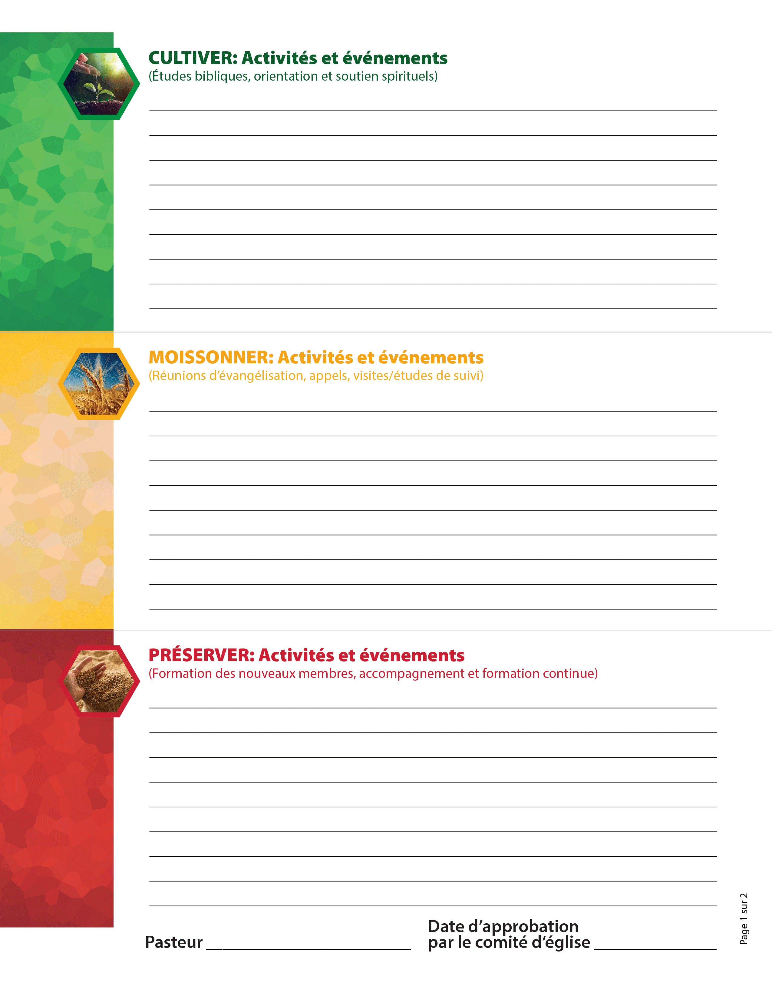 CULTIVER: Activités et événements
(Études bibliques, orientation et soutien spirituels)
MOISSONNER: Activités et événements
(Réunions d’évangélisation, appels, visites/études de suivi)
PRÉSERVER: Activités et événements
(Formation des nouveaux membres, accompagnement et formation continue)
Pasteur
Date d’approbation
par le comité d‘église
Page 1 sur 2